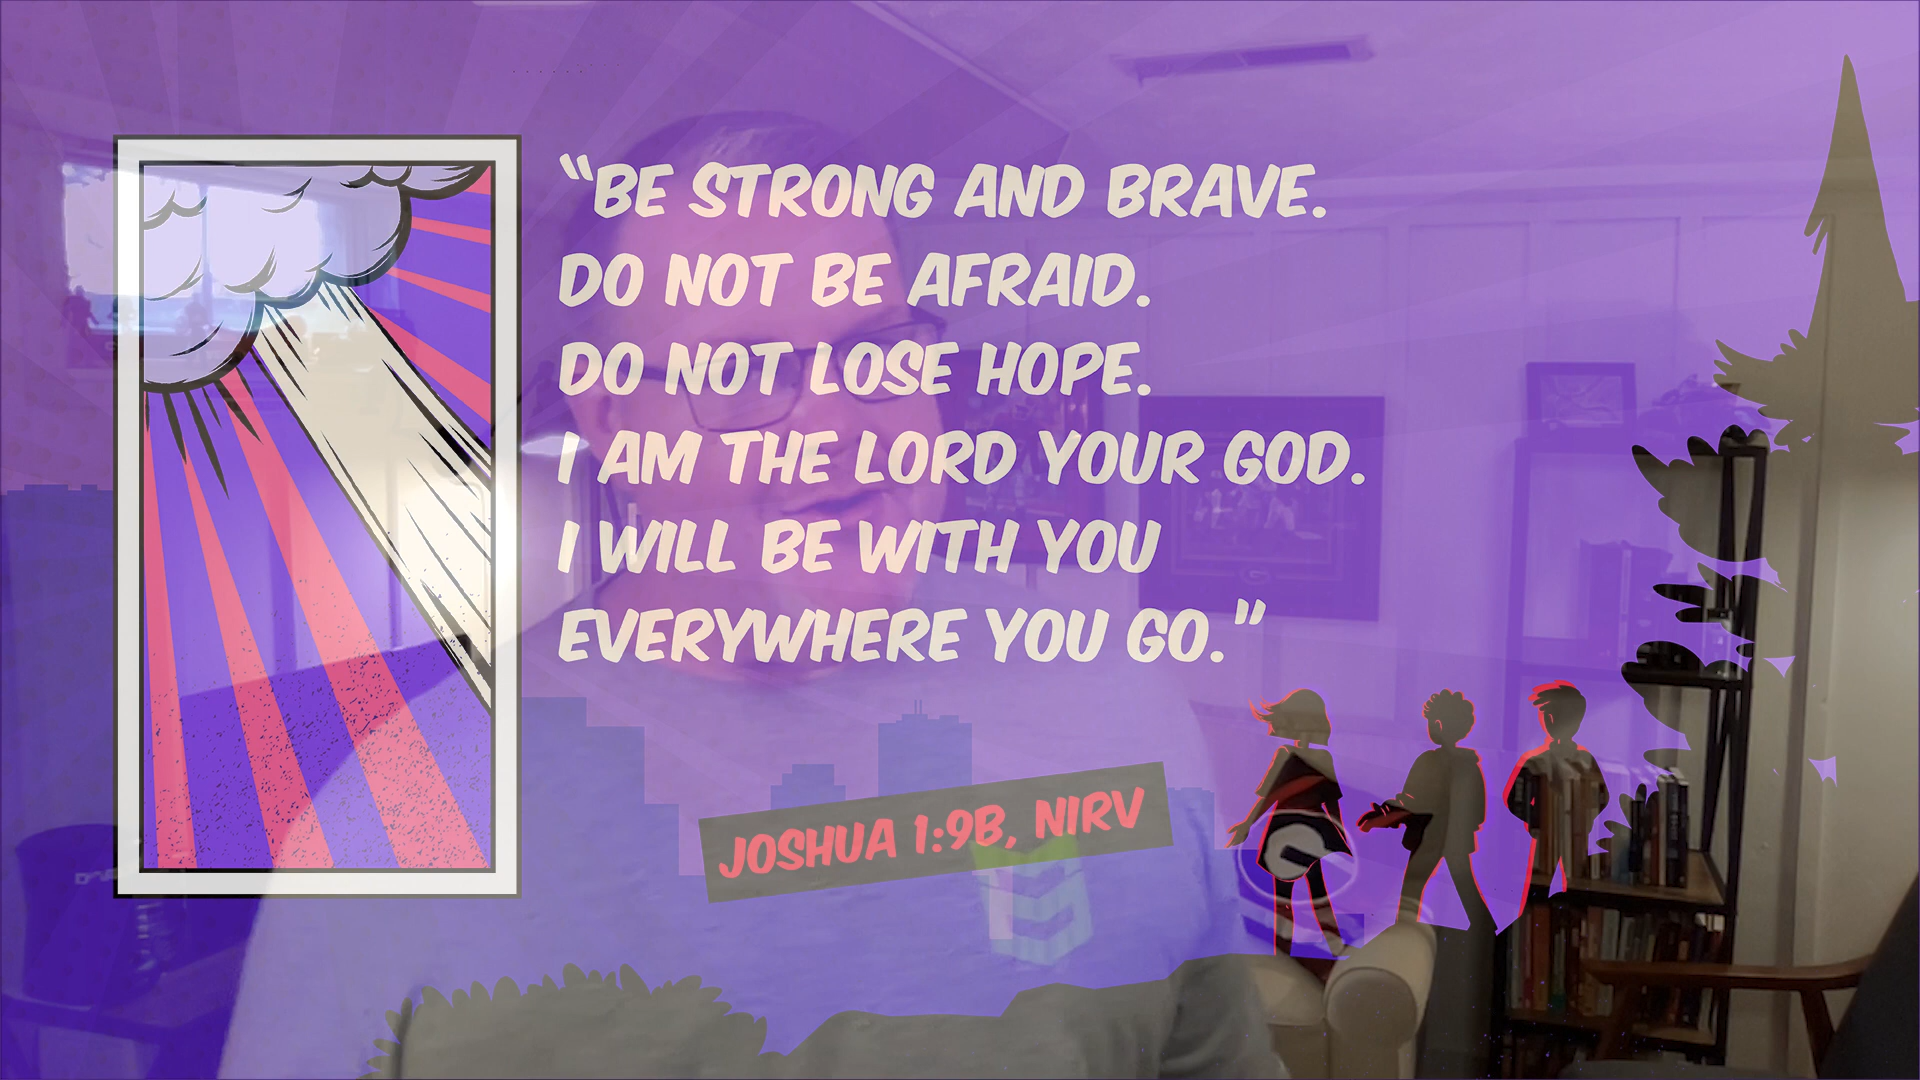 “BE STRONG AND BRAVE.
DO NOT BE AFRAID.
DO NOT LOSE HOPE.
I AM THE LORD YOUR GOD.
I WILL BE WITH YOU
EVERYWHERE YOU GO.”
JOSHUA 1:9B, NIRV
G